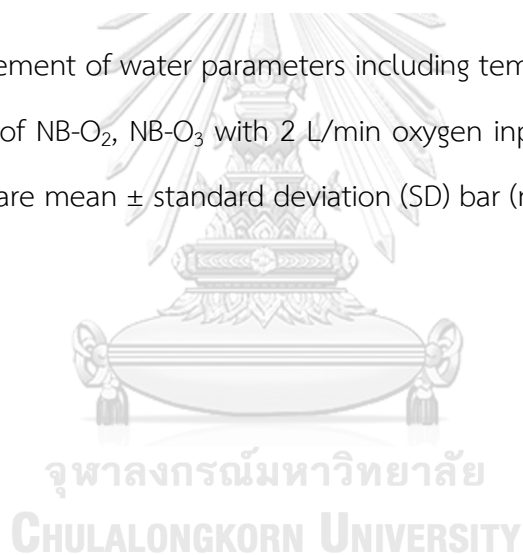 ement of water parameters including tem
of NB-O₂, NB-O₃ with 2 L/min oxygen inp
are mean ± standard deviation (SD) bar (
จุฬาลงกรณ์มหาวิทยาลัย
CHULALONGKORN UNIVERSITY